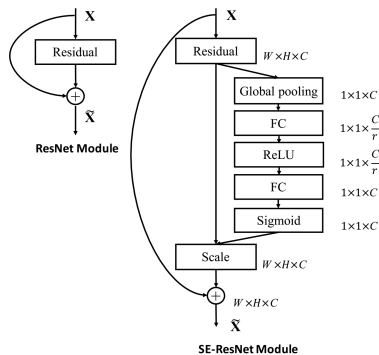 X
Residual
+
X̃
ResNet Module
X
Residual
W×H×C
Global pooling
1×1×C
FC
1×1×C/r
ReLU
1×1×C/r
FC
1×1×C
Sigmoid
1×1×C
Scale
W×H×C
+
W×H×C
X̃
SE-ResNet Module